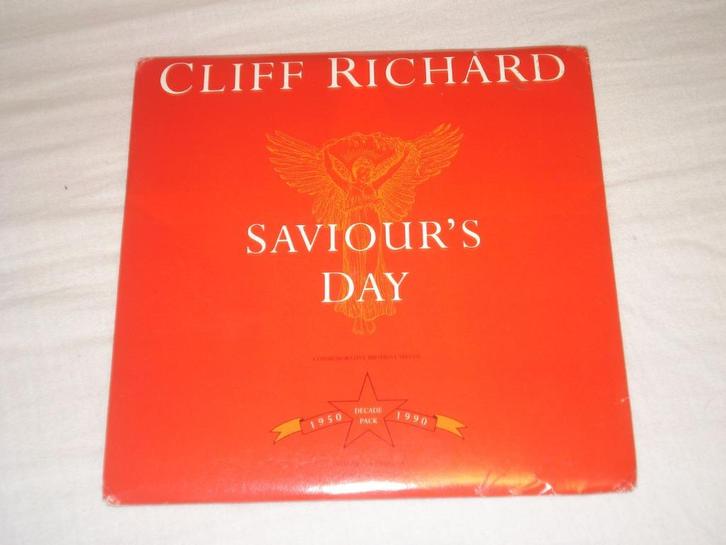 CLIFF RICHARD
SAVIOUR'S
DAY
DECADE
1950 PACK 1990